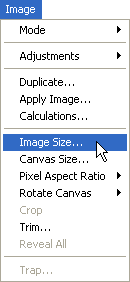 Image
Mode
Adjustments
Duplicate...
Apply Image...
Calculations...
Image Size...
Canvas Size...
Pixel Aspect Ratio
Rotate Canvas
Crop
Trim...
Reveal All
Trap...